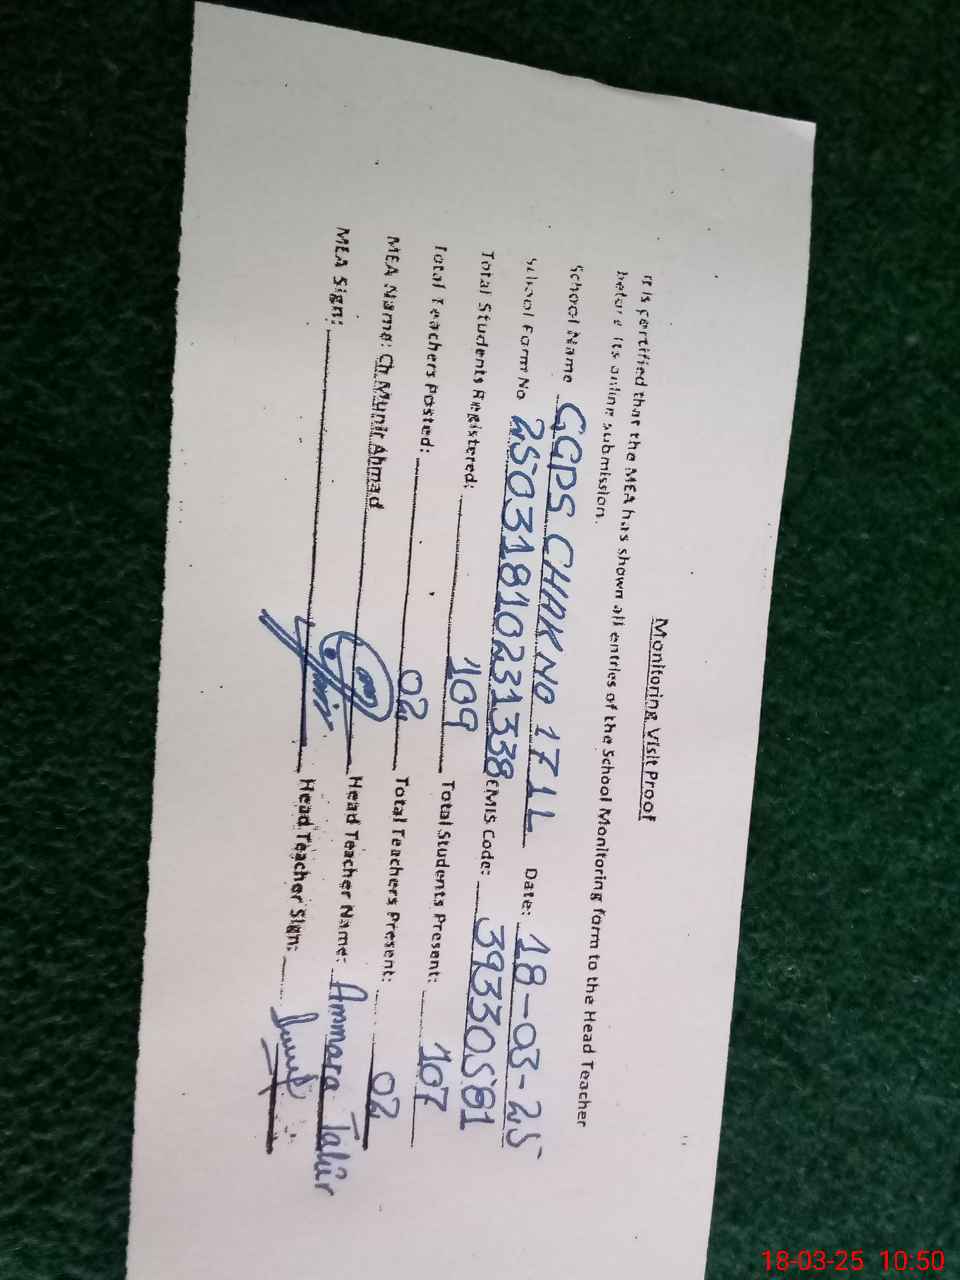 Monitoring Visit Proof
It is certified that the MEA has shown all entries of the School Monitoring form to the Head Teacher
before its online submission.
School Name GGPS CHAK NO 171L Date: 18-03-25
School Form No 25031810231338 EMIS Code: 39330581
Total Students Registered: 109 Total Students Present: 107
Total Teachers Posted: 02 Total Teachers Present: 02
MEA Name: Ch.Munir Ahmad Head Teacher Name: Ammara Tahir
MEA Sign: Head Teacher Sign:
18-03-25 10:50